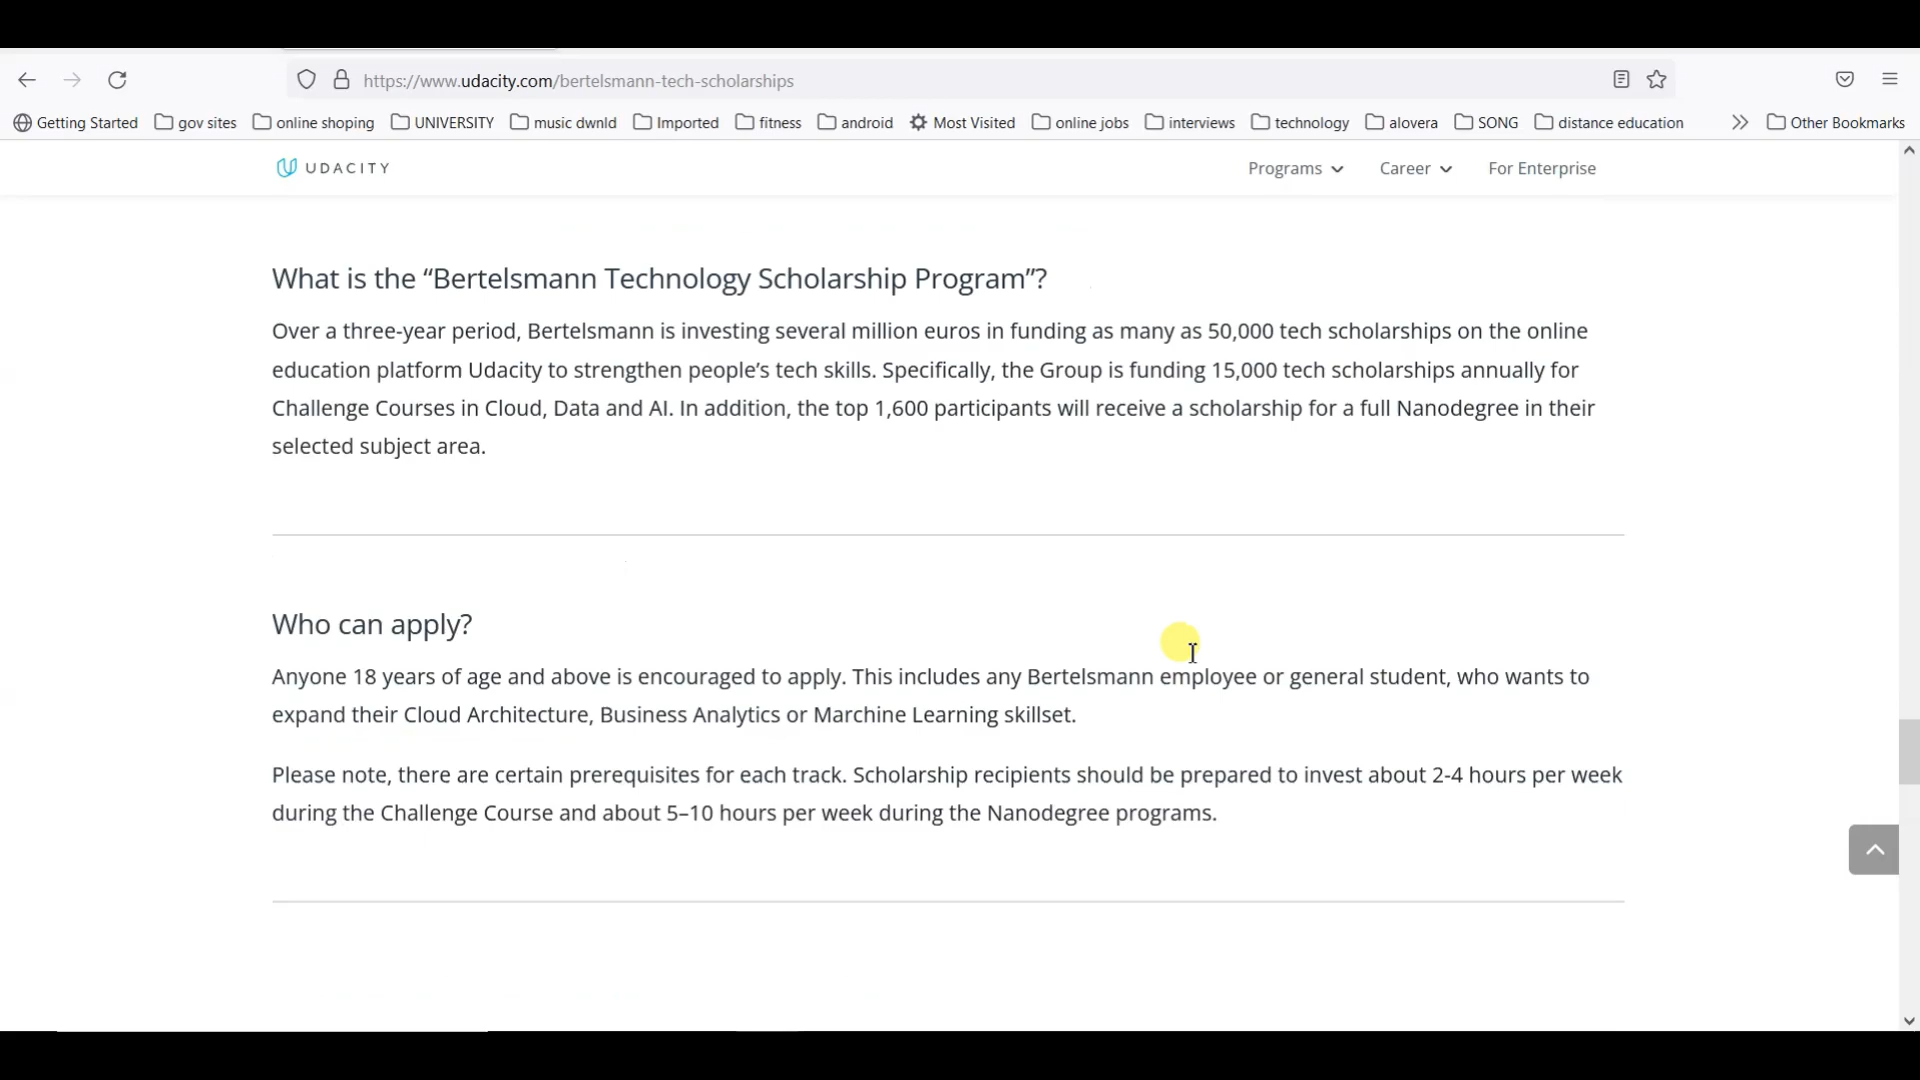 https://www.udacity.com/bertelsmann-tech-scholarships
Getting Started gov sites online shoping UNIVERSITY music dwnld Imported fitness android Most Visited online jobs interviews technology alovera SONG distance education Other Bookmarks
UDACITY Programs Career For Enterprise
What is the “Bertelsmann Technology Scholarship Program”?
Over a three-year period, Bertelsmann is investing several million euros in funding as many as 50,000 tech scholarships on the online
education platform Udacity to strengthen people’s tech skills. Specifically, the Group is funding 15,000 tech scholarships annually for
Challenge Courses in Cloud, Data and AI. In addition, the top 1,600 participants will receive a scholarship for a full Nanodegree in their
selected subject area.
Who can apply?
Anyone 18 years of age and above is encouraged to apply. This includes any Bertelsmann employee or general student, who wants to
expand their Cloud Architecture, Business Analytics or Marchine Learning skillset.
Please note, there are certain prerequisites for each track. Scholarship recipients should be prepared to invest about 2-4 hours per week
during the Challenge Course and about 5–10 hours per week during the Nanodegree programs.